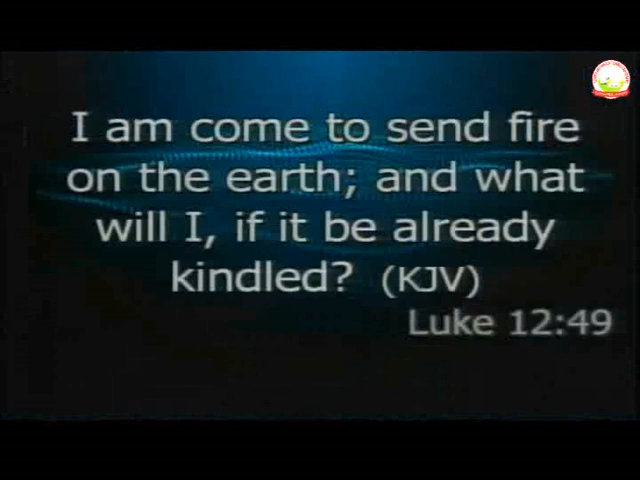 I am come to send fire
on the earth; and what
will I, if it be already
kindled? (KJV)
Luke 12:49